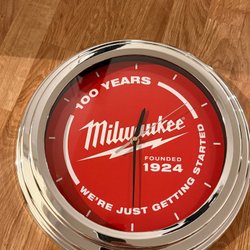 100 YEARS
Milwaukee
FOUNDED
1924
WE'RE JUST GETTING STARTED